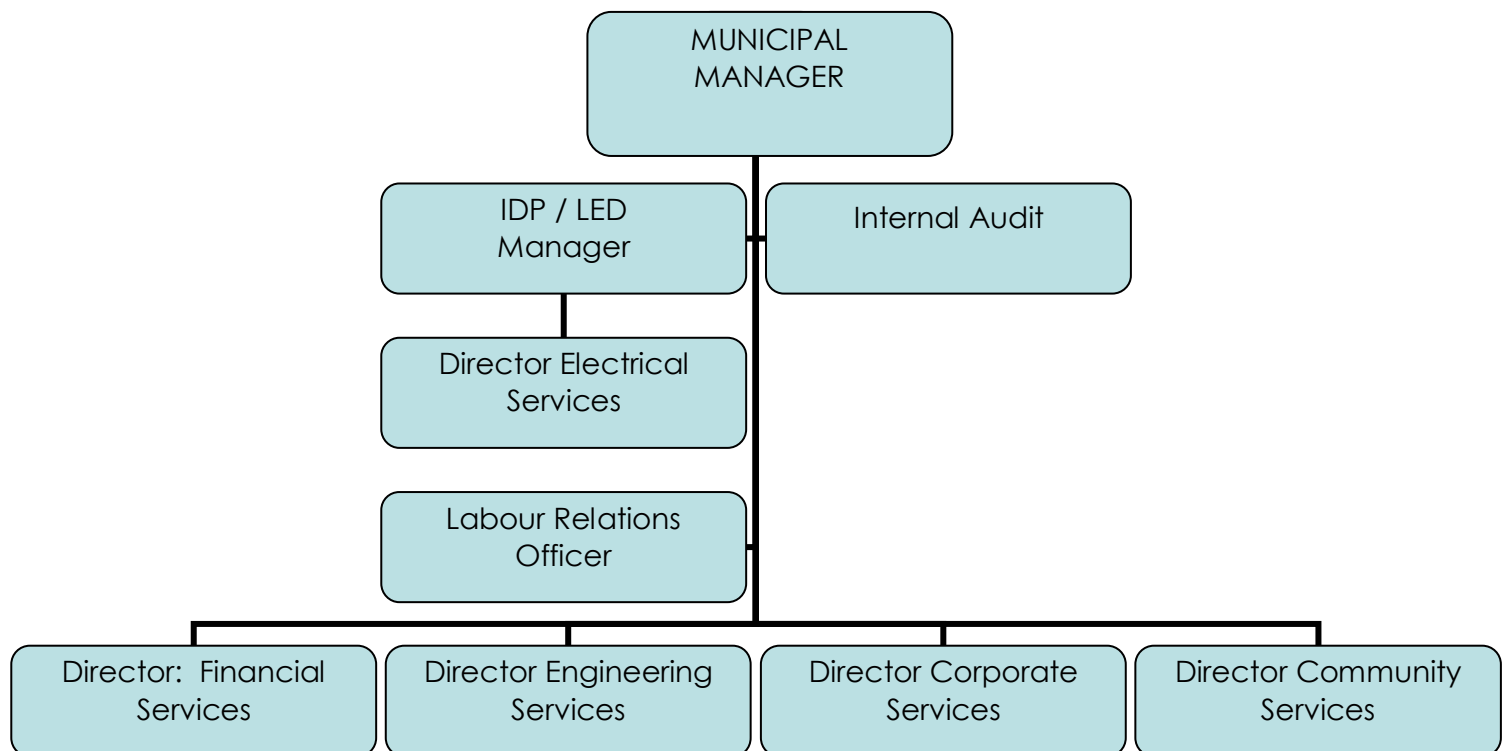 MUNICIPAL
MANAGER
IDP / LED
Manager
Internal Audit
Director Electrical
Services
Labour Relations
Officer
Director:  Financial
Services
Director Engineering
Services
Director Corporate
Services
Director Community
Services